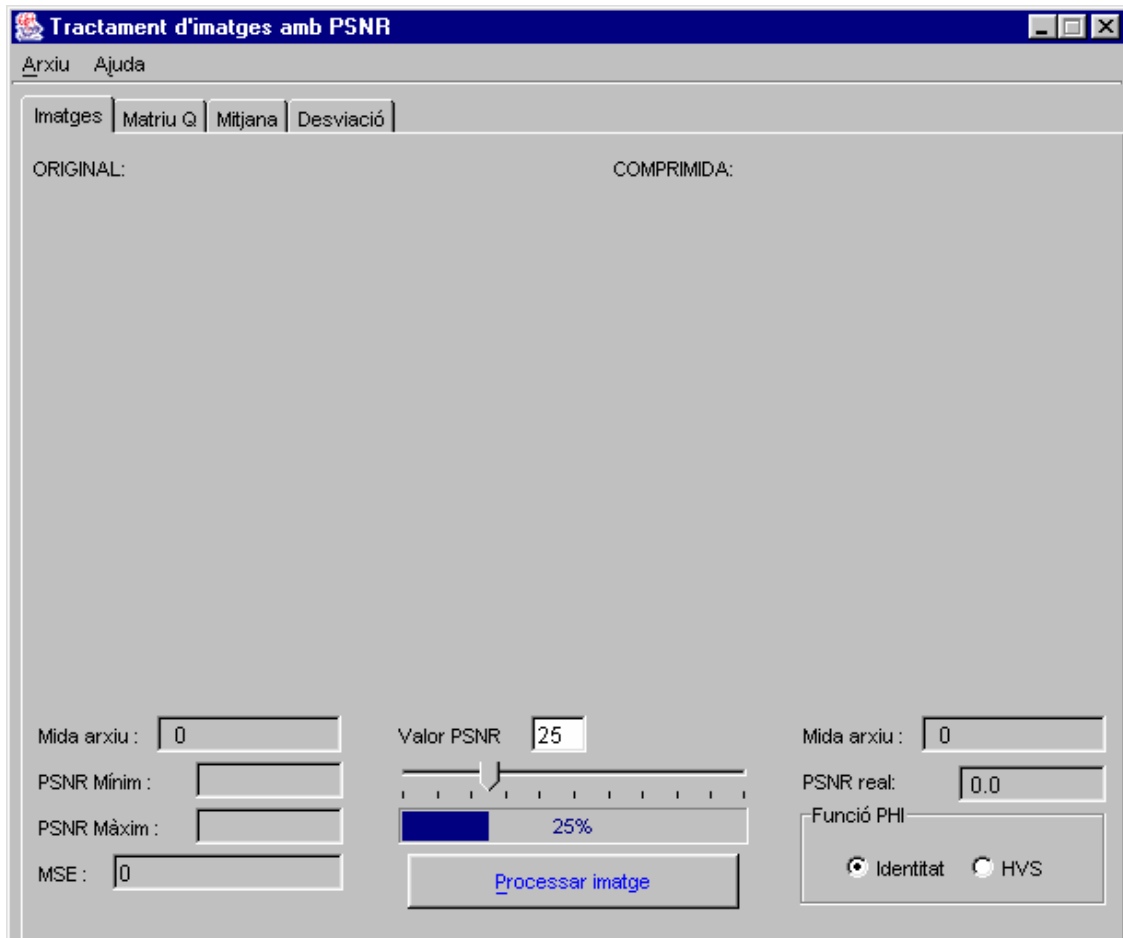 Tractament d'imatges amb PSNR
Arxiu Ajuda
Imatges Matriu Q Mitjana Desviació
ORIGINAL: COMPRIMIDA:
Mida arxiu : 0 Valor PSNR 25 Mida arxiu : 0
PSNR Mínim : PSNR real: 0.0
PSNR Màxim : 25% Funció PHI
MSE : 0 Processar imatge Identitat HVS